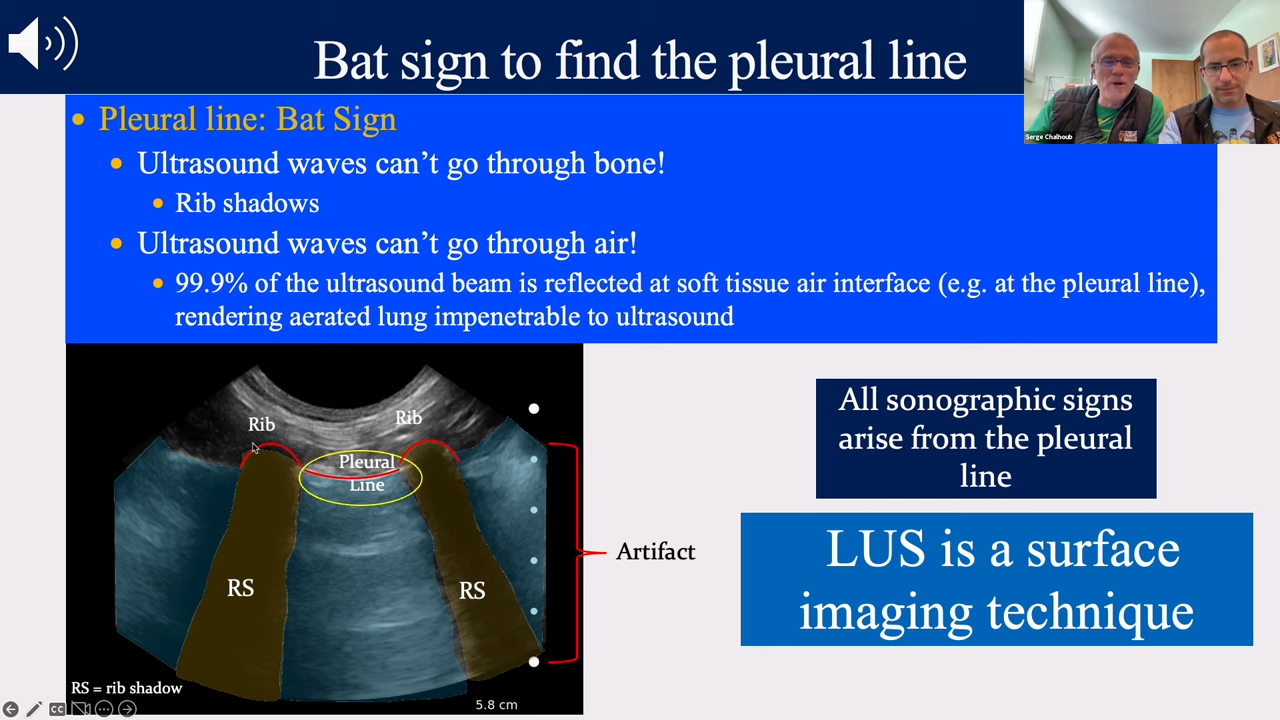 Bat sign to find the pleural line
Serge Chalhoub
Pleural line: Bat Sign
Ultrasound waves can’t go through bone!
Rib shadows
Ultrasound waves can’t go through air!
99.9% of the ultrasound beam is reflected at soft tissue air interface (e.g. at the pleural line),
rendering aerated lung impenetrable to ultrasound
Rib
Rib
Pleural
Line
RS
RS
RS = rib shadow
5.8 cm
Artifact
All sonographic signs
arise from the pleural
line
LUS is a surface
imaging technique
CC